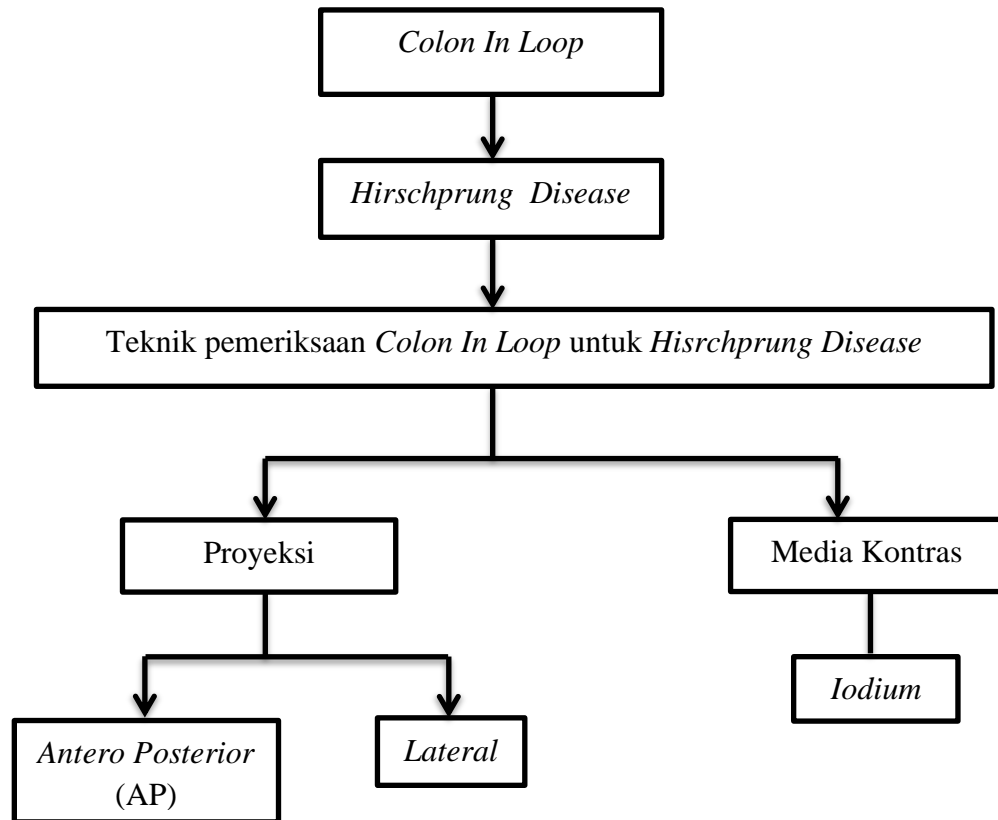 Colon In Loop
Hirschprung Disease
Teknik pemeriksaan Colon In Loop untuk Hisrchprung Disease
Proyeksi
Media Kontras
Antero Posterior
(AP)
Lateral
Iodium